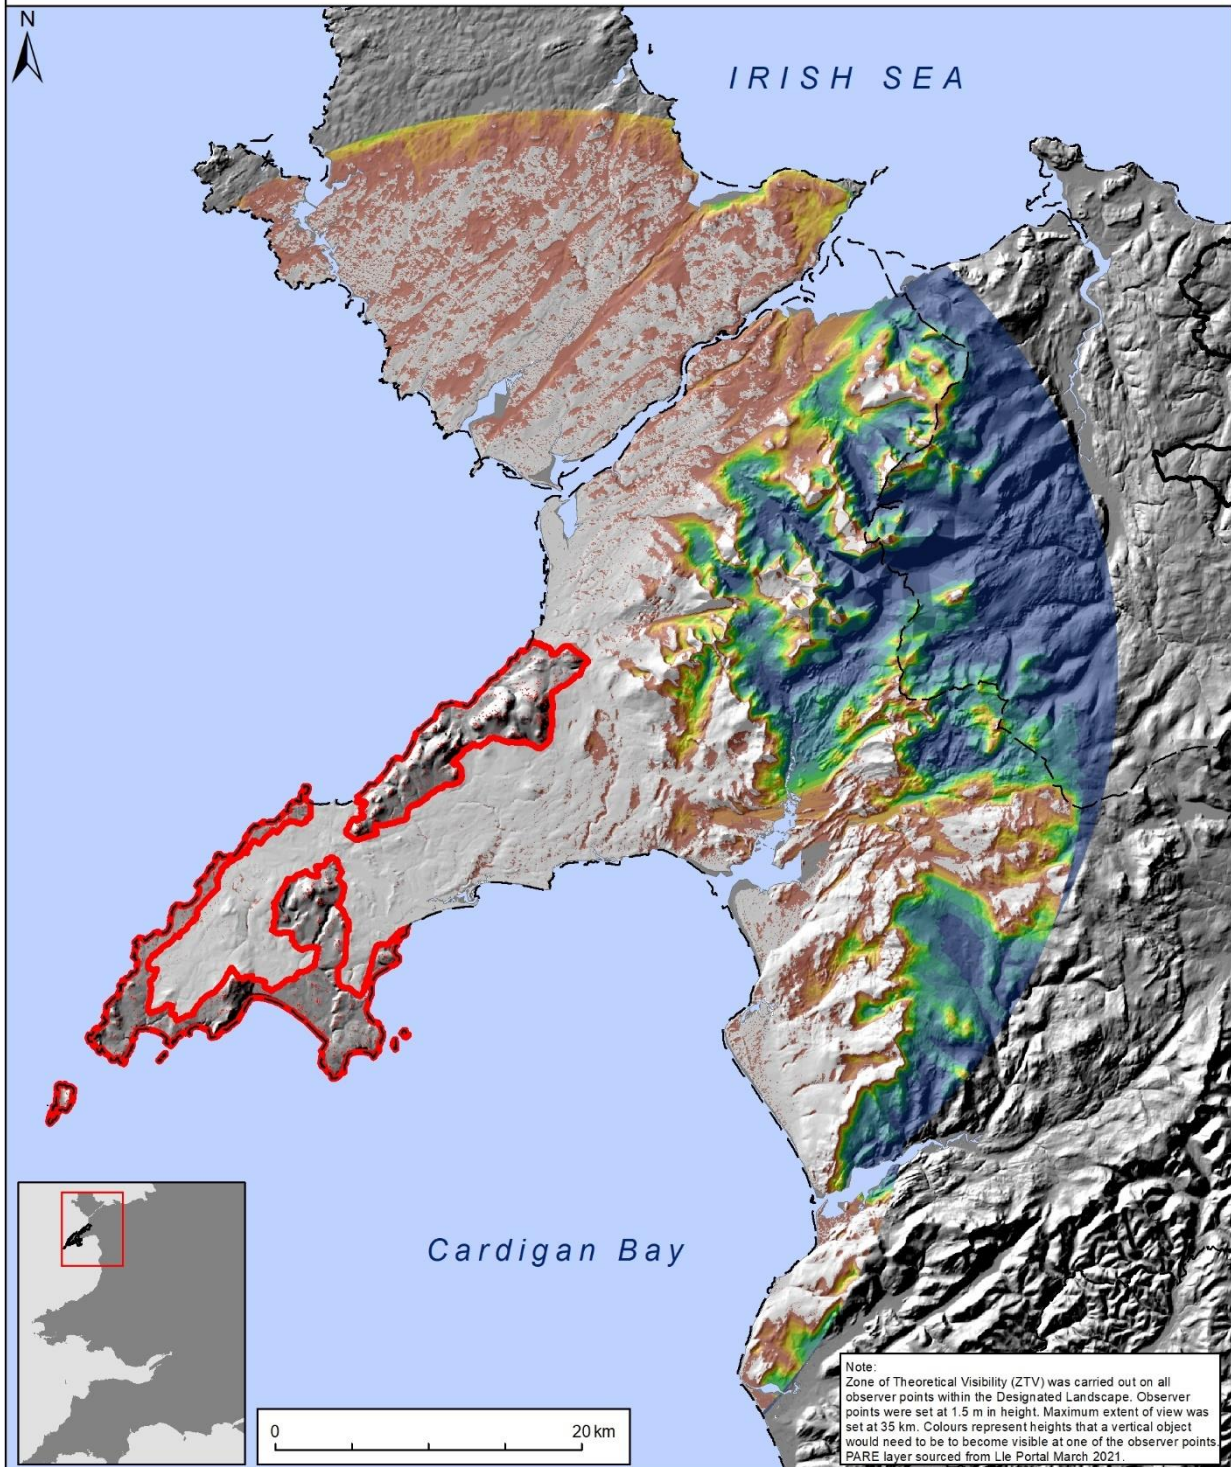 N
IRISH SEA
Cardigan Bay
0 20 km
Note:
Zone of Theoretical Visibility (ZTV) was carried out on all
observer points within the Designated Landscape. Observer
points were set at 1.5 m in height. Maximum extent of view was
set at 35 km. Colours represent heights that a vertical object
would need to be to become visible at one of the observer points.
PARE layer sourced from Lle Portal March 2021.